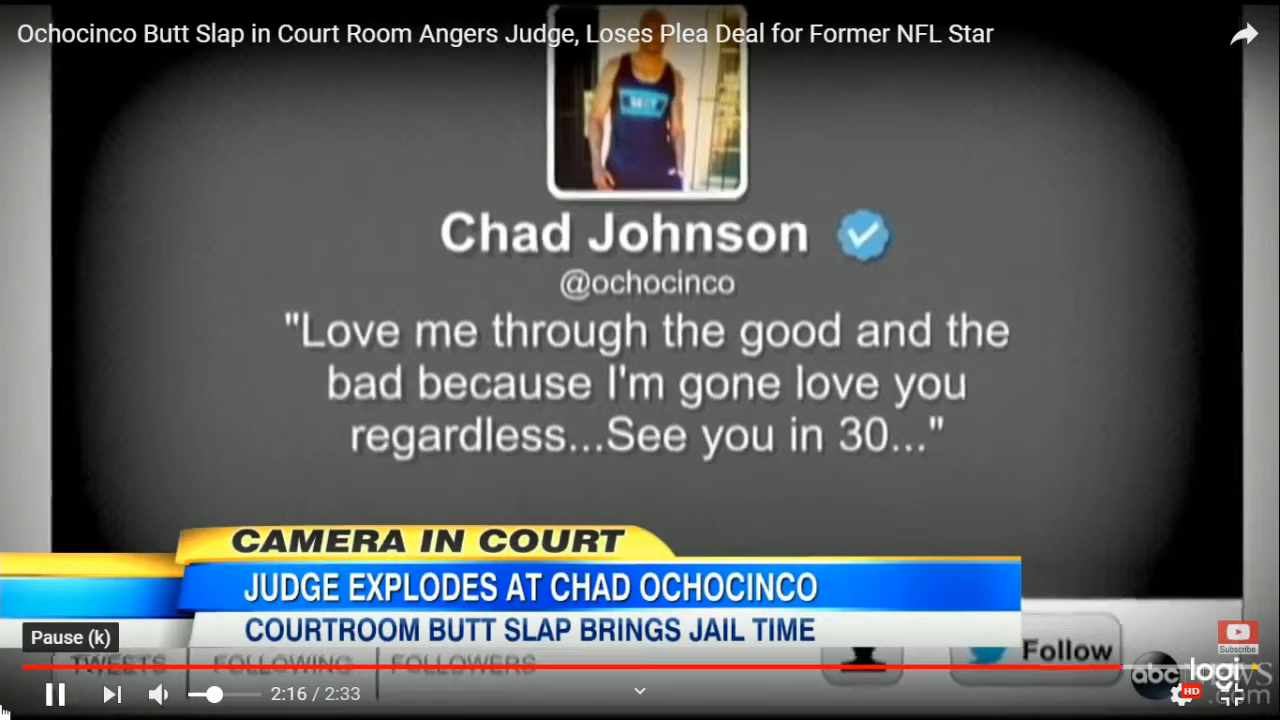 Ochocinco Butt Slap in Court Room Angers Judge, Loses Plea Deal for Former NFL Star
Chad Johnson
@ochocinco
"Love me through the good and the
bad because I'm gone love you
regardless...See you in 30..."
CAMERA IN COURT
JUDGE EXPLODES AT CHAD OCHOCINCO
COURTROOM BUTT SLAP BRINGS JAIL TIME
Pause (k)
Subscribe
TWEETS FOLLOWING FOLLOWERS
Follow
abc NEWS
.com
logi
HD
2:16 / 2:33